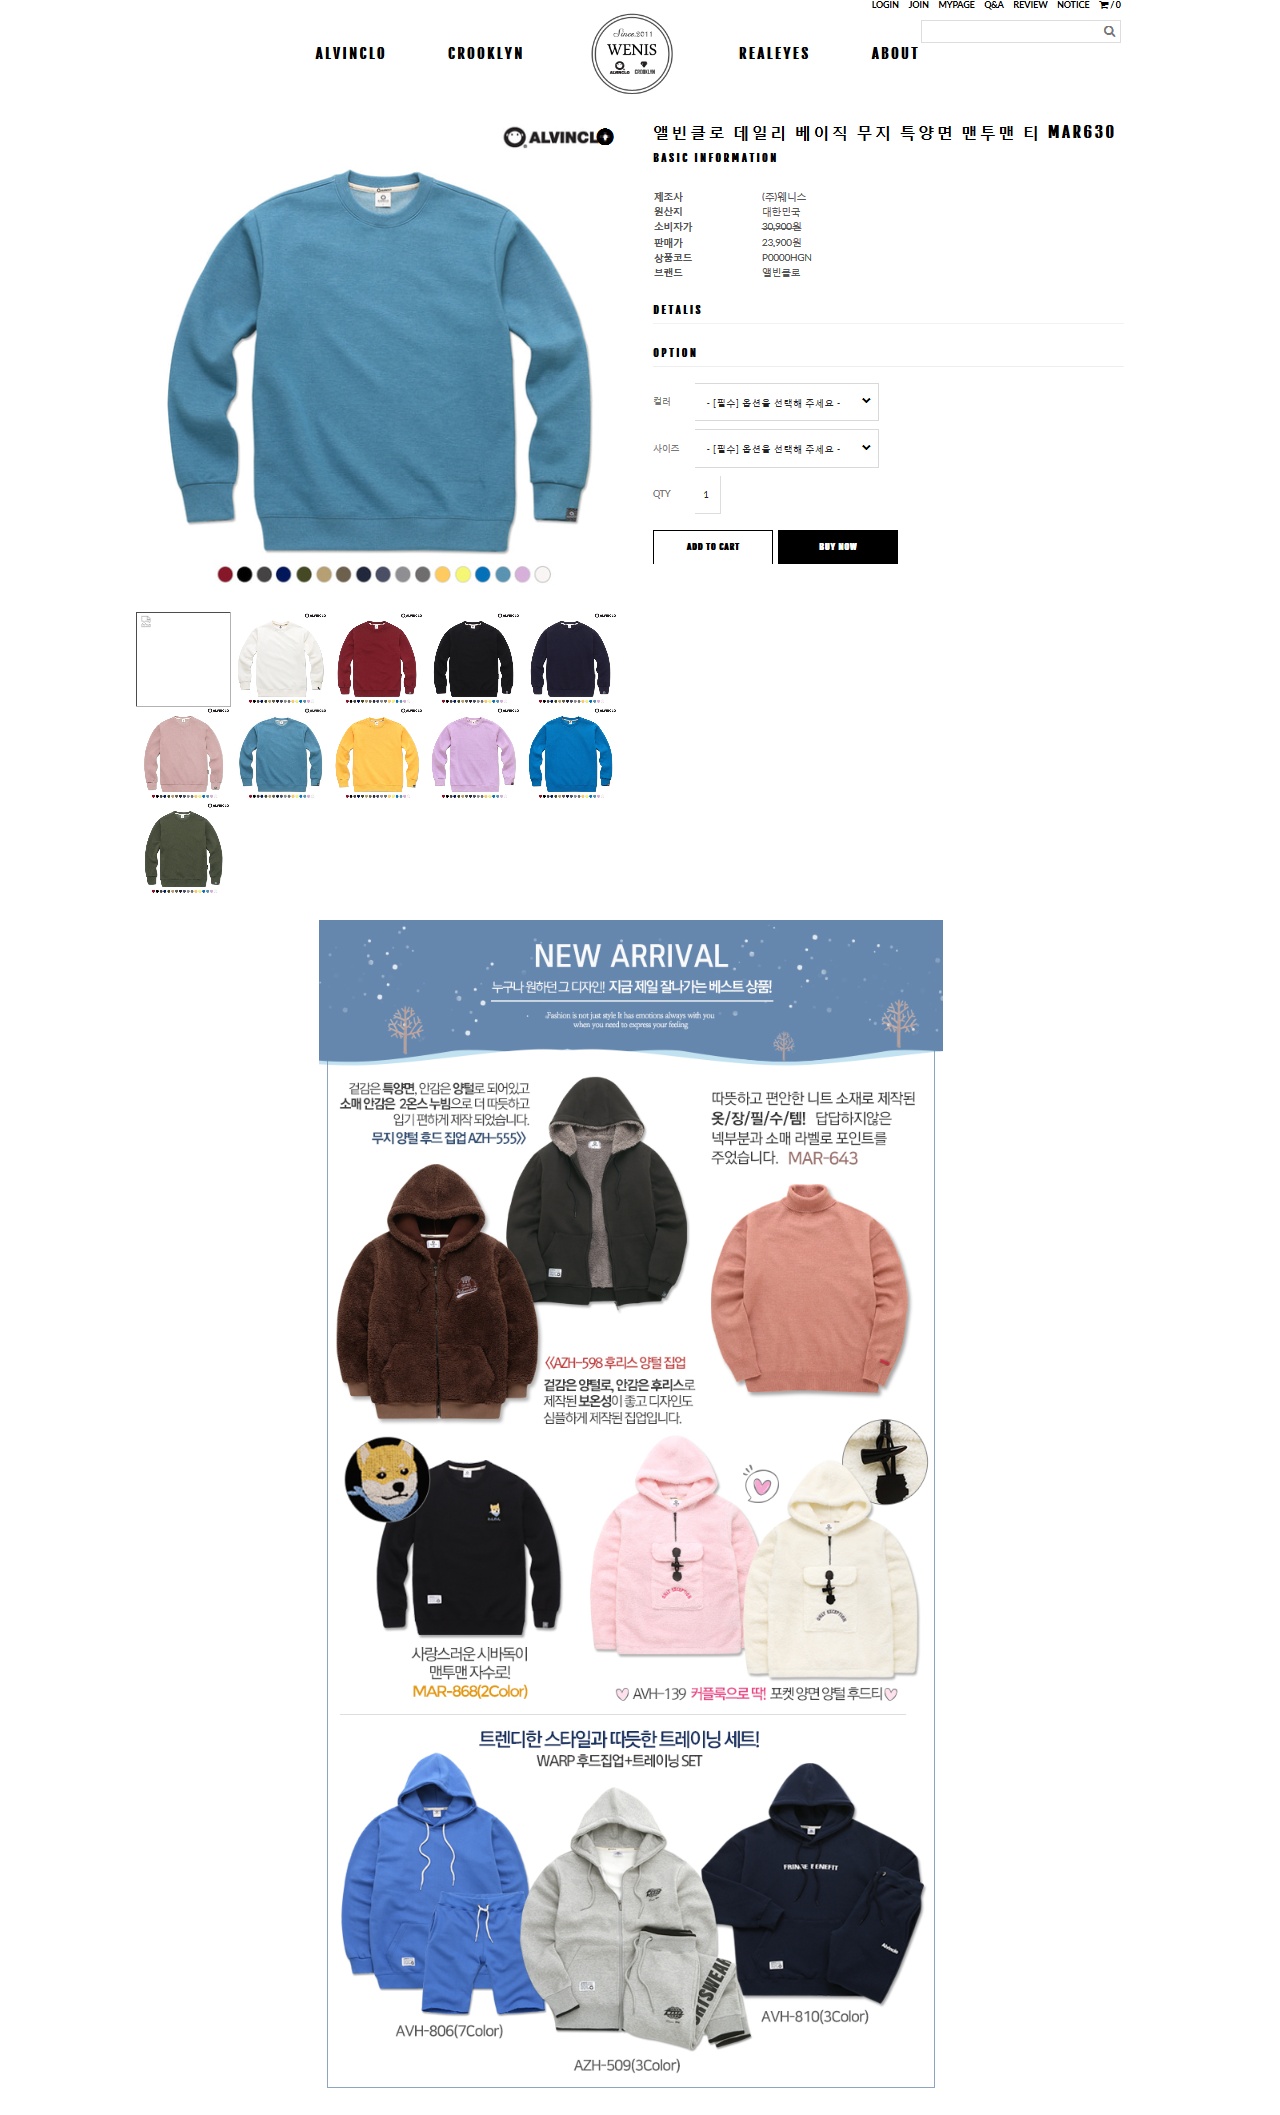 LOGIN JOIN MYPAGE Q&A REVIEW NOTICE / 0
ALVINCLO CROOKLYN REALEYES ABOUT
Since.2011
WENIS
ALVINCLO CROOKLYN
ALVINCLO
앨빈클로 데일리 베이직 무지 특양면 맨투맨 티 MAR630
BASIC INFORMATION
제조사 (주)웨니스
원산지 대한민국
소비자가 30,900원
판매가 23,900원
상품코드 P0000HGN
브랜드 앨빈클로
DETALIS
OPTION
컬러 - [필수] 옵션을 선택해 주세요 -
사이즈 - [필수] 옵션을 선택해 주세요 -
QTY 1
ADD TO CART BUY NOW
NEW ARRIVAL
누구나 원하던 그 디자인! 지금 제일 잘나가는 베스트 상품!
.Fashion is not just style It has emotions always with you
when you need to express your feeling
겉감은 특양면, 안감은 양털로 되어있고
소매 안감은 2온스 누빔으로 더 따듯하고
입기 편하게 제작 되었습니다.
무지 양털 후드 집업 AZH-555》
따뜻하고 편안한 니트 소재로 제작된
옷/장/필/수/템! 답답하지않은
넥부분과 소매 라벨로 포인트를
주었습니다. MAR-643
《AZH-598 후리스 양털 집업
겉감은 양털로, 안감은 후리스로
제작된 보온성이 좋고 디자인도
심플하게 제작된 집업입니다.
사랑스러운 시바독이
맨투맨 자수로!
MAR-868(2Color)
AVH-139 커플룩으로 딱! 포켓 양면 양털 후드티
트렌디한 스타일과 따듯한 트레이닝 세트!
WARP 후드집업+트레이닝 SET
FRINGE BENEFIT
Alvinclo
AVH-806(7Color)
AZH-509(3Color)
AVH-810(3Color)